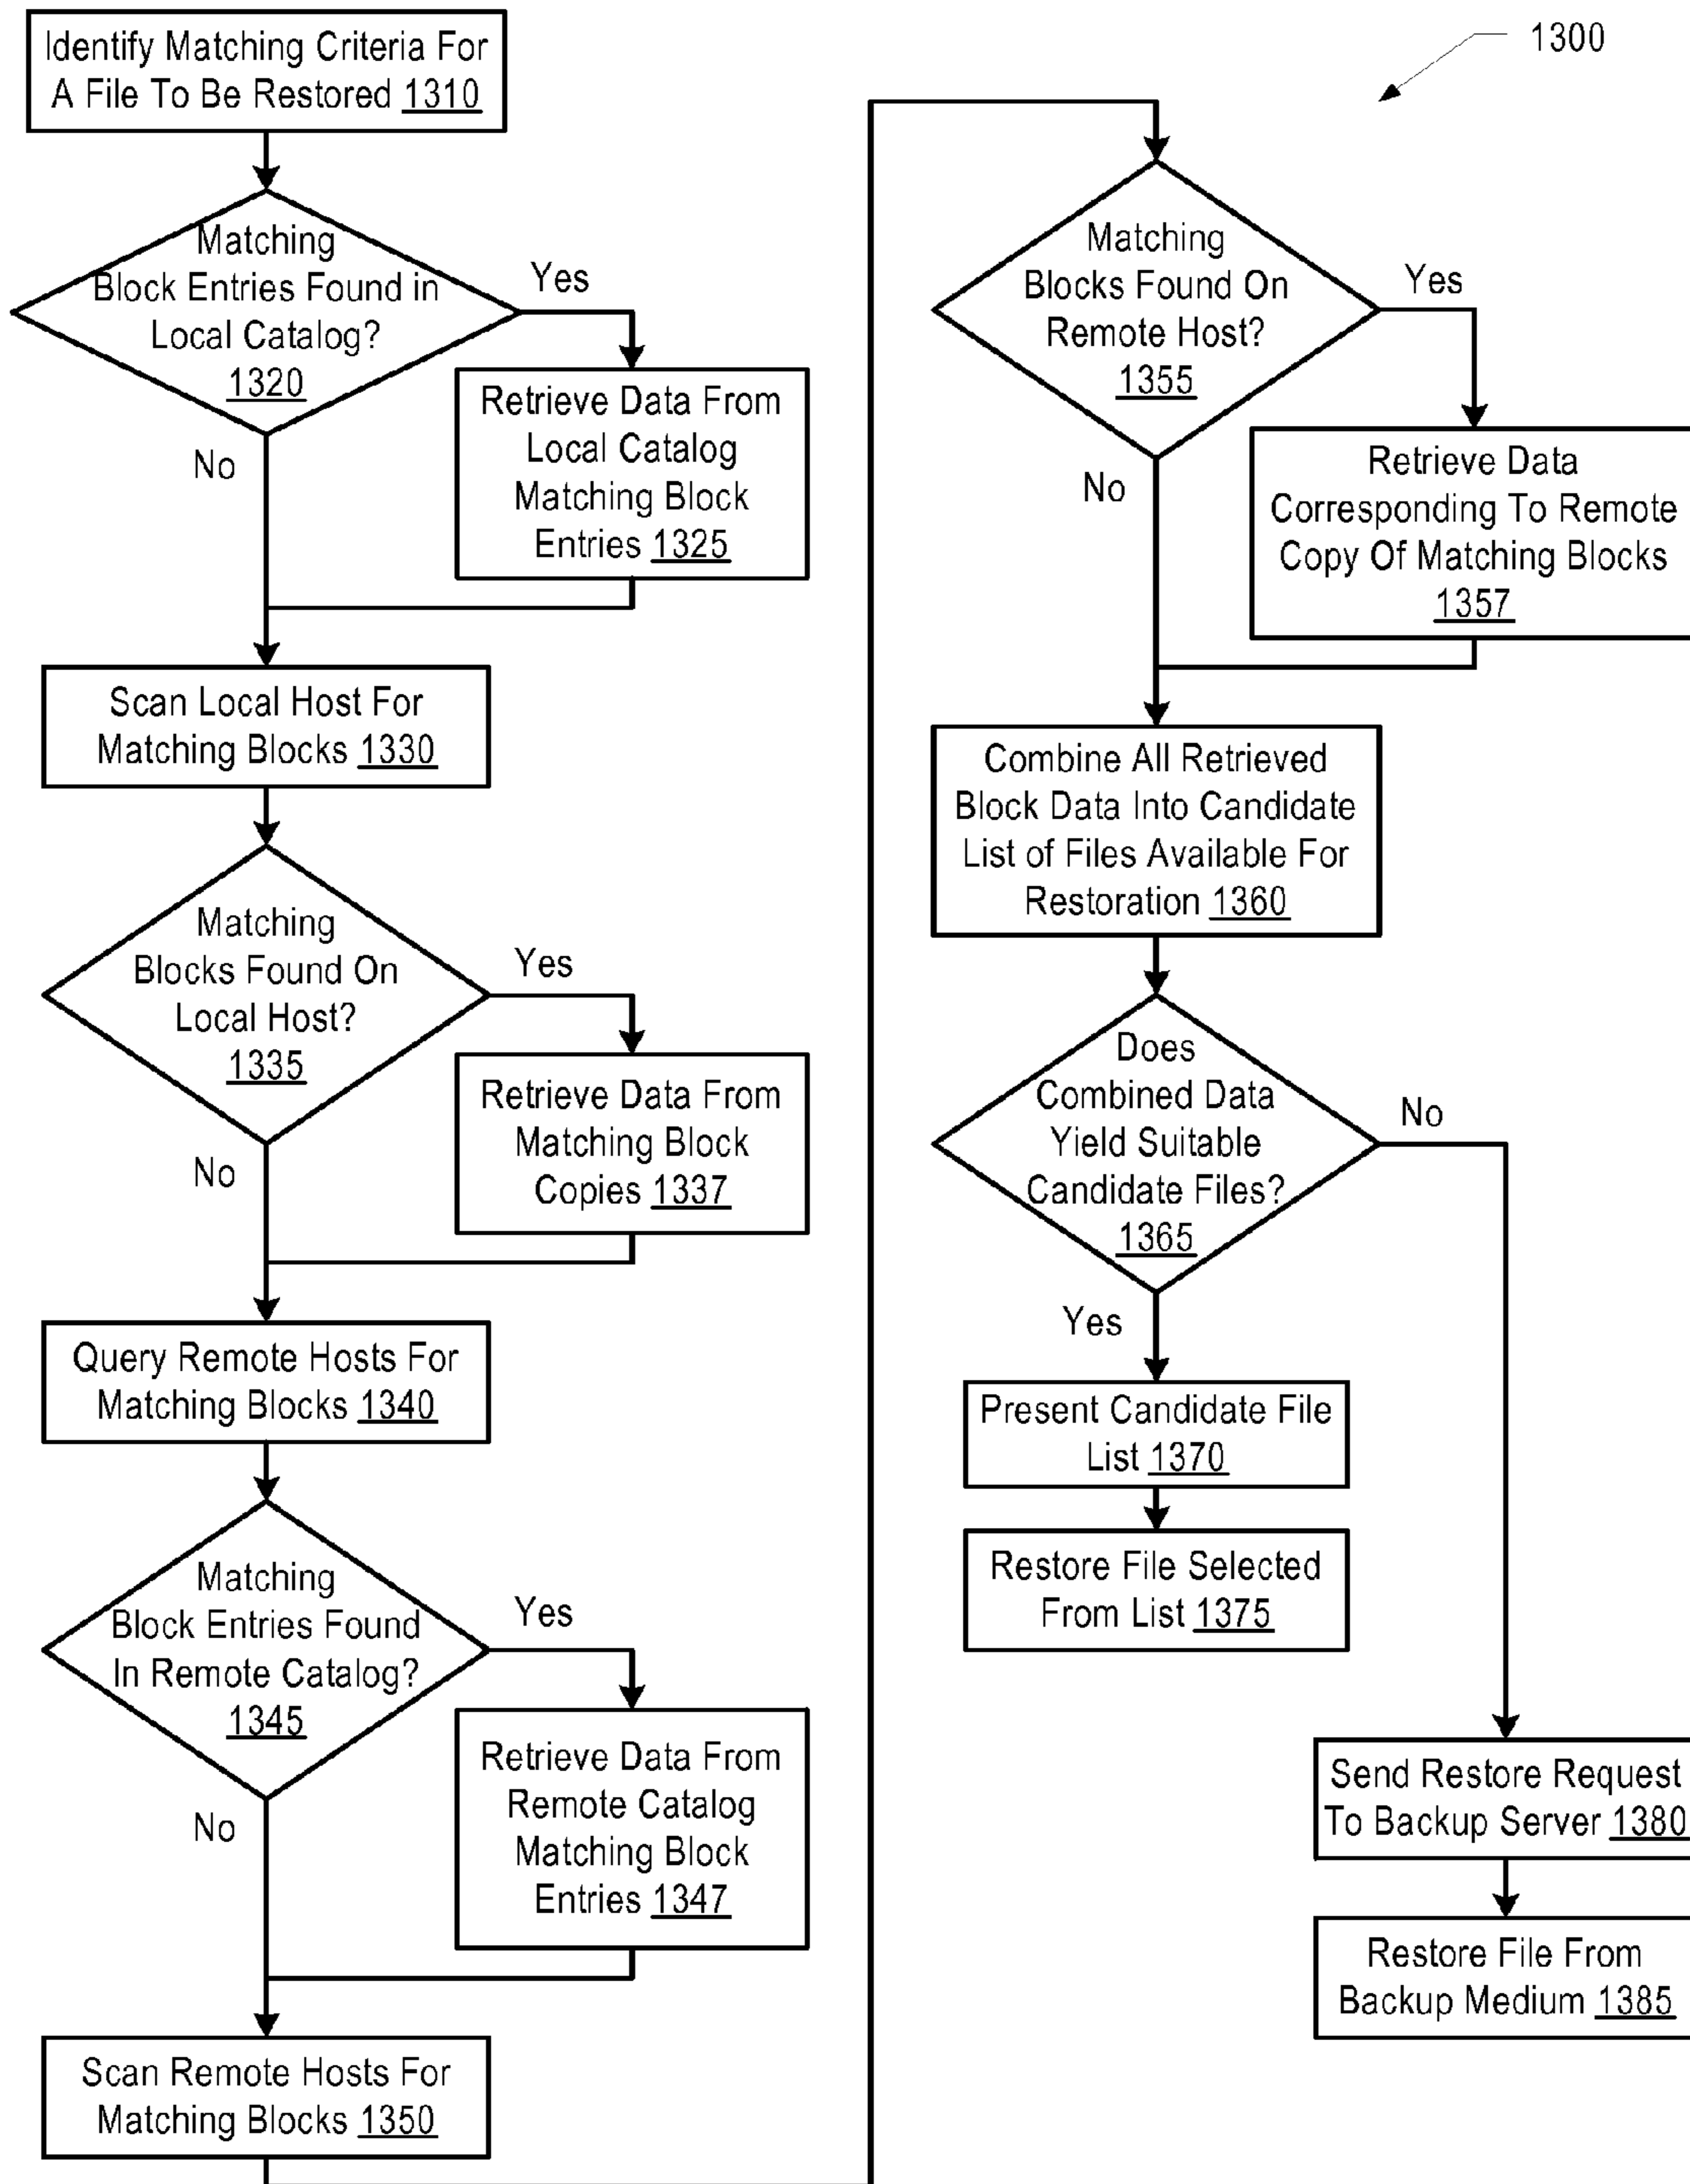 Identify Matching Criteria For
A File To Be Restored 1310
Matching
Block Entries Found in
Local Catalog?
1320
Yes
No
Retrieve Data From
Local Catalog
Matching Block
Entries 1325
Scan Local Host For
Matching Blocks 1330
Matching
Blocks Found On
Local Host?
1335
Yes
No
Retrieve Data From
Matching Block
Copies 1337
Query Remote Hosts For
Matching Blocks 1340
Matching
Block Entries Found
In Remote Catalog?
1345
Yes
No
Retrieve Data From
Remote Catalog
Matching Block
Entries 1347
Scan Remote Hosts For
Matching Blocks 1350
1300
Matching
Blocks Found On
Remote Host?
1355
Yes
No
Retrieve Data
Corresponding To Remote
Copy Of Matching Blocks
1357
Combine All Retrieved
Block Data Into Candidate
List of Files Available For
Restoration 1360
Does
Combined Data
Yield Suitable
Candidate Files?
1365
No
Yes
Present Candidate File
List 1370
Restore File Selected
From List 1375
Send Restore Request
To Backup Server 1380
Restore File From
Backup Medium 1385